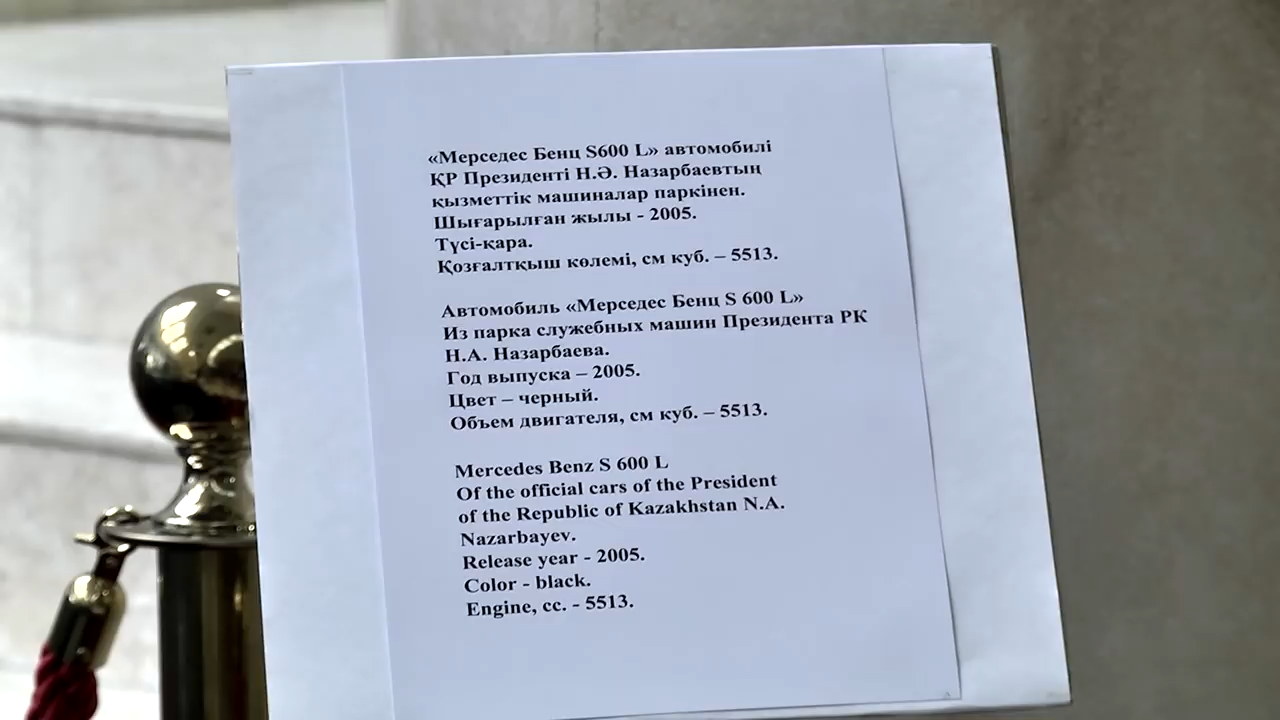 «Мерседес Бенц S600 L» автомобилі
ҚР Президенті Н.Ә. Назарбаевтың
қызметтік машиналар паркінен.
Шығарылған жылы - 2005.
Түсі-қара.
Қозғалтқыш көлемі, см куб. – 5513.
Автомобиль «Мерседес Бенц S 600 L»
Из парка служебных машин Президента РК
Н.А. Назарбаева.
Год выпуска – 2005.
Цвет – черный.
Объем двигателя, см куб. – 5513.
Mercedes Benz S 600 L
Of the official cars of the President
of the Republic of Kazakhstan N.A.
Nazarbayev.
Release year - 2005.
Color - black.
Engine, cc. - 5513.